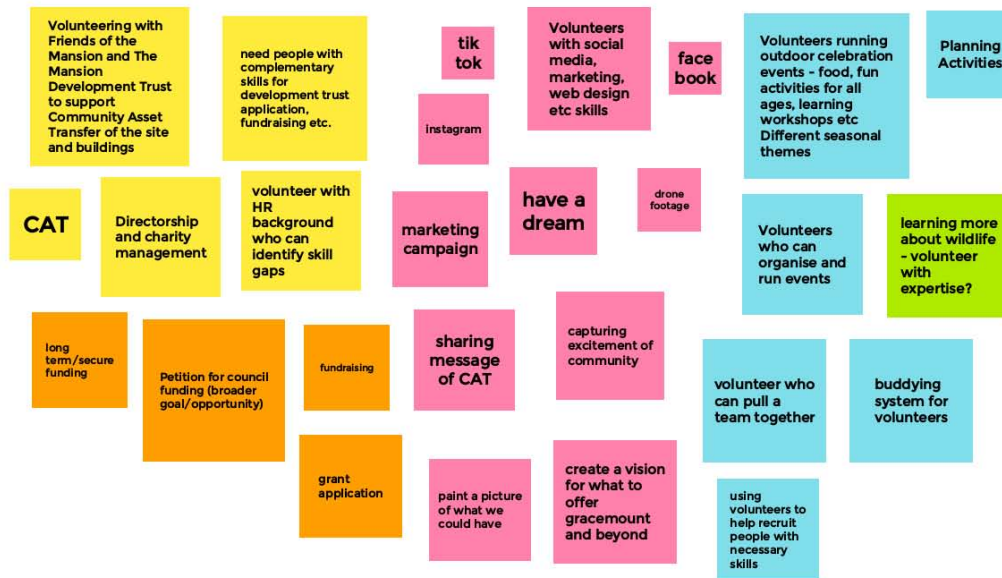 Volunteering with
Friends of the
Mansion and The
Mansion
Development Trust
to support
Community Asset
Transfer of the site
and buildings
need people with
complementary
skills for
development trust
application,
fundraising etc.
CAT
Directorship
and charity
management
volunteer with
HR
background
who can
identify skill
gaps
long
term/secure
funding
Petition for council
funding (broader
goal/opportunity)
fundraising
grant
application
tik
tok
instagram
Volunteers
with social
media,
marketing,
web design
etc skills
face
book
marketing
campaign
have a
dream
drone
footage
sharing
message
of CAT
capturing
excitement of
community
paint a picture
of what we
could have
create a vision
for what to
offer
gracemount
and beyond
Volunteers running
outdoor celebration
events - food, fun
activities for all
ages, learning
workshops etc
Different seasonal
themes
Planning
Activities
Volunteers
who can
organise and
run events
learning more
about wildlife
- volunteer
with
expertise?
volunteer who
can pull a
team together
buddying
system for
volunteers
using
volunteers to
help recruit
people with
necessary
skills